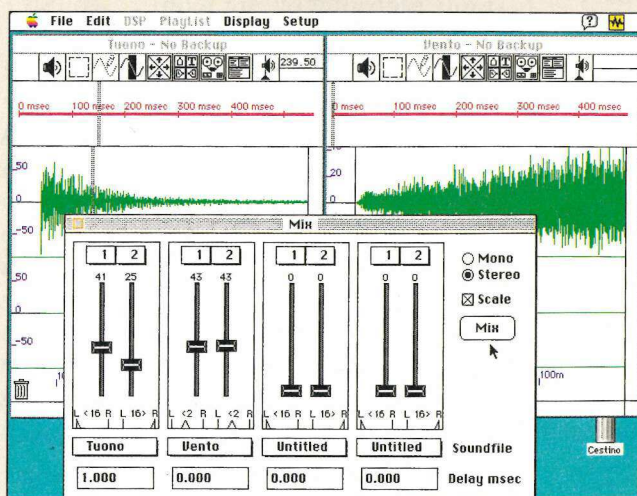 File Edit DSP PlayList Display Setup
Tuono - No Backup
Vento - No Backup
239.50
0 msec 100 msec 200 msec 300 msec 400 msec
0 msec 100 msec 200 msec 300 msec 400 msec
50
0
-50
20
0
50
0
-50
Mix
1 2
1 2
1 2
1 2
41 25
43 43
0 0
0 0
Mono
Stereo
Scale
Mix
L <16 R L 16> R
L <2 R L <2 R
L <16 R L 16> R
L <16 R L 16> R
100m
Cestino
Tuono
Vento
Untitled
Untitled
Soundfile
1.000
0.000
0.000
0.000
Delay msec